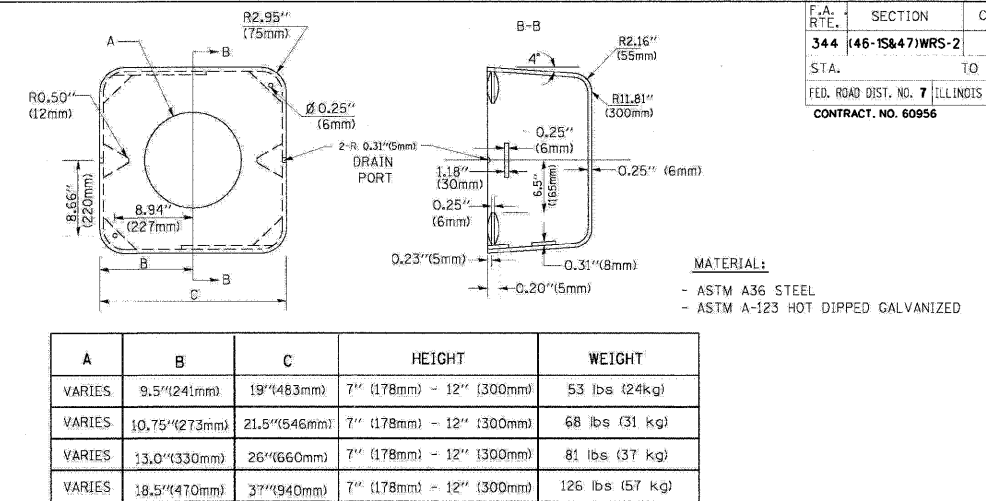 F.A. RTE. SECTION C
344 (46-1S&47)WRS-2
STA. TO
FED. ROAD DIST. NO. 7 ILLINOIS
CONTRACT. NO. 60956
R2.95" (75mm)
B-B
A
B
R2.16" (55mm)
4°
R0.50" (12mm)
Ø 0.25" (6mm)
R11.81" (300mm)
2-R. 0.31"(5mm)
DRAIN
PORT
0.25" (6mm)
1.18" (30mm)
0.25" (6mm)
6.5" (165mm)
8.66" (220mm)
8.94" (227mm)
0.25" (6mm)
0.23"(5mm)
0.31"(8mm)
0.20"(5mm)
B
B
C
MATERIAL:
- ASTM A36 STEEL
- ASTM A-123 HOT DIPPED GALVANIZED
A B C HEIGHT WEIGHT
VARIES 9.5"(241mm) 19"(483mm) 7" (178mm) - 12" (300mm) 53 lbs (24kg)
VARIES 10.75"(273mm) 21.5"(546mm) 7" (178mm) - 12" (300mm) 68 lbs (31 kg)
VARIES 13.0"(330mm) 26"(660mm) 7" (178mm) - 12" (300mm) 81 lbs (37 kg)
VARIES 18.5"(470mm) 37"(940mm) 7" (178mm) - 12" (300mm) 126 lbs (57 kg)